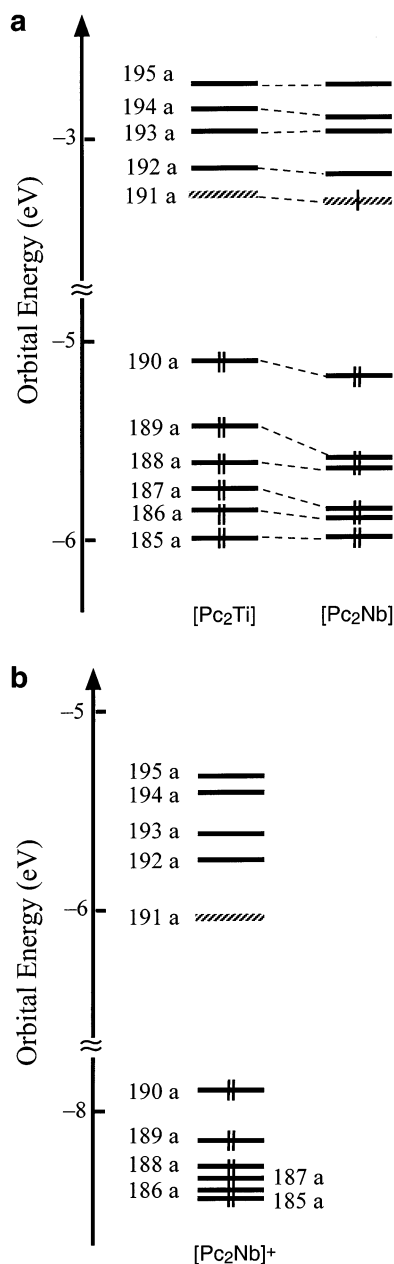 a
Orbital Energy (eV)
195 a
194 a
–3
193 a
192 a
191 a
–5
190 a
189 a
188 a
187 a
186 a
–6
185 a
[Pc₂Ti]
[Pc₂Nb]
b
Orbital Energy (eV)
–5
195 a
194 a
193 a
192 a
–6
191 a
190 a
–8
189 a
188 a
187 a
186 a
185 a
[Pc₂Nb]⁺